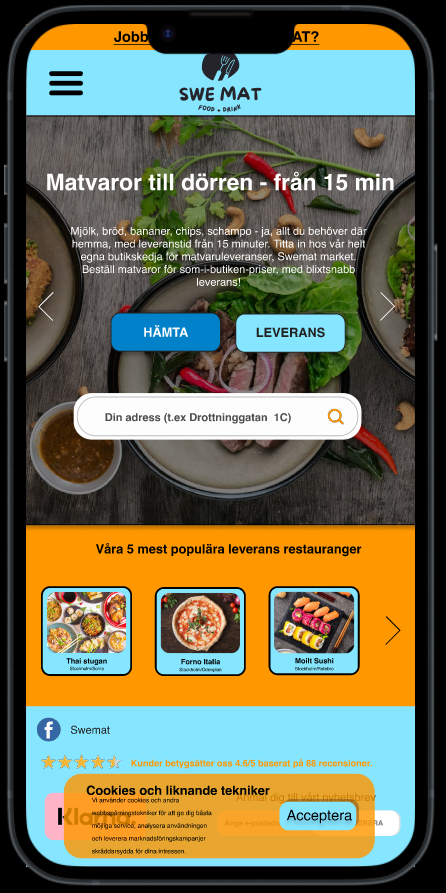 Jobb AT?
SWE MAT
FOOD + DRINK
Matvaror till dörren - från 15 min
Mjölk, bröd, bananer, chips, schampo - ja, allt du behöver där
hemma, med leveranstid från 15 minuter. Titta in hos vår helt
egna butikskedja för matvaruleveranser, Swemat market.
Beställ matvaror för som-i-butiken-priser, med blixtsnabb
leverans!
HÄMTA
LEVERANS
Din adress (t.ex Drottninggatan 1C)
Våra 5 mest populära leverans restauranger
Thai stugan
Stockholm/Solna
Forno Italia
Stockholm/Odenplan
Moilt Sushi
Stockholm/Rotebro
Swemat
Kunder betygsätter oss 4.6/5 baserat på 88 recensioner.
Anmäl dig till vårt nyhetsbrev
Klarna.
Ange e-postadress
ERA
Cookies och liknande tekniker
Vi använder cookies och andra
webbspårningstekniker för att ge dig bästa
möjliga service, analysera användningen
och leverera marknadsföringskampanjer
skräddarsydda för dina intressen.
Acceptera